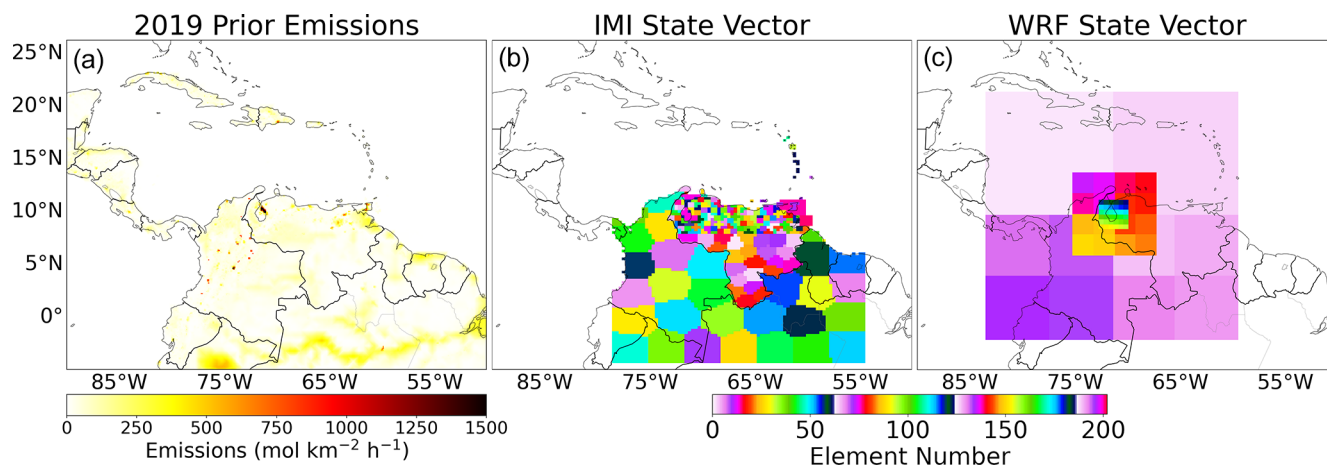 2019 Prior Emissions
IMI State Vector
WRF State Vector
(a)
(b)
(c)
25°N
20°N
15°N
10°N
5°N
0°
85°W
75°W
65°W
55°W
85°W
75°W
65°W
55°W
85°W
75°W
65°W
55°W
0
250
500
750
1000
1250
1500
Emissions (mol km⁻² h⁻¹)
0
50
100
150
200
Element Number